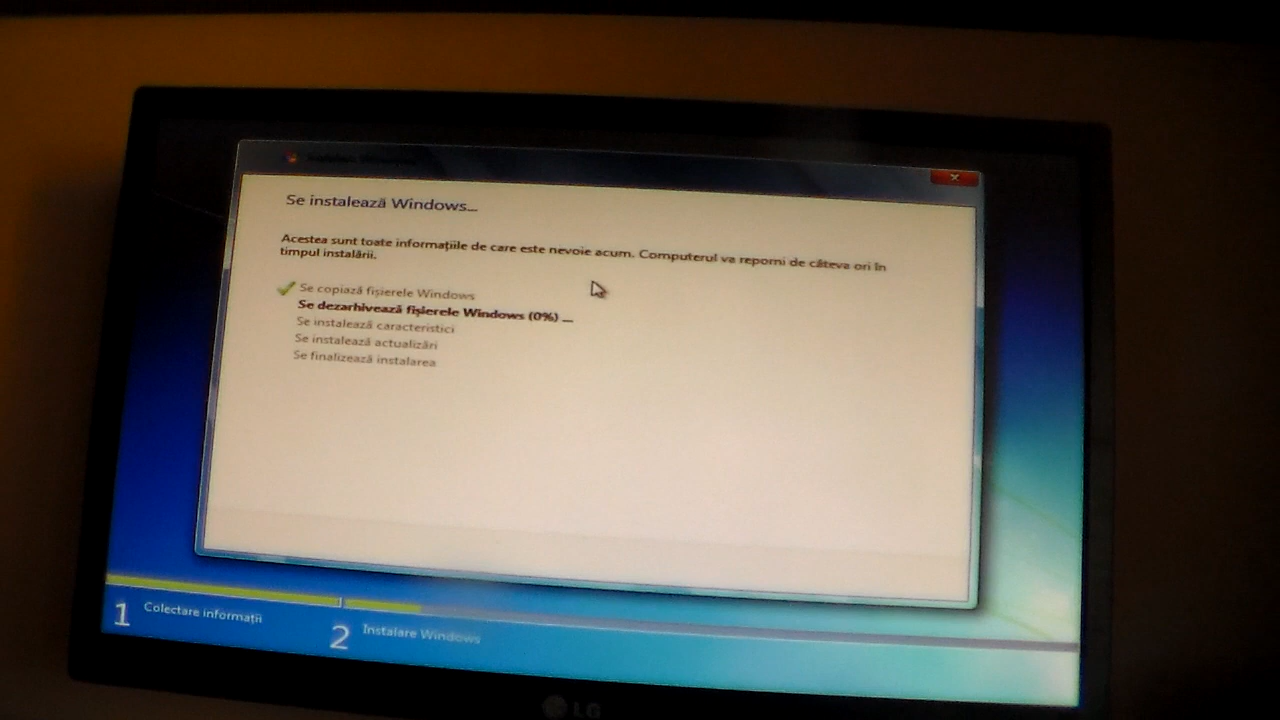 Se instalează Windows...
Acestea sunt toate informațiile de care este nevoie acum. Computerul va reporni de câteva ori în
timpul instalării.
Se copiază fișierele Windows
Se dezarhivează fișierele Windows (0%) ...
Se instalează caracteristici
Se instalează actualizări
Se finalizează instalarea
1 Colectare informații
2 Instalare Windows
LG